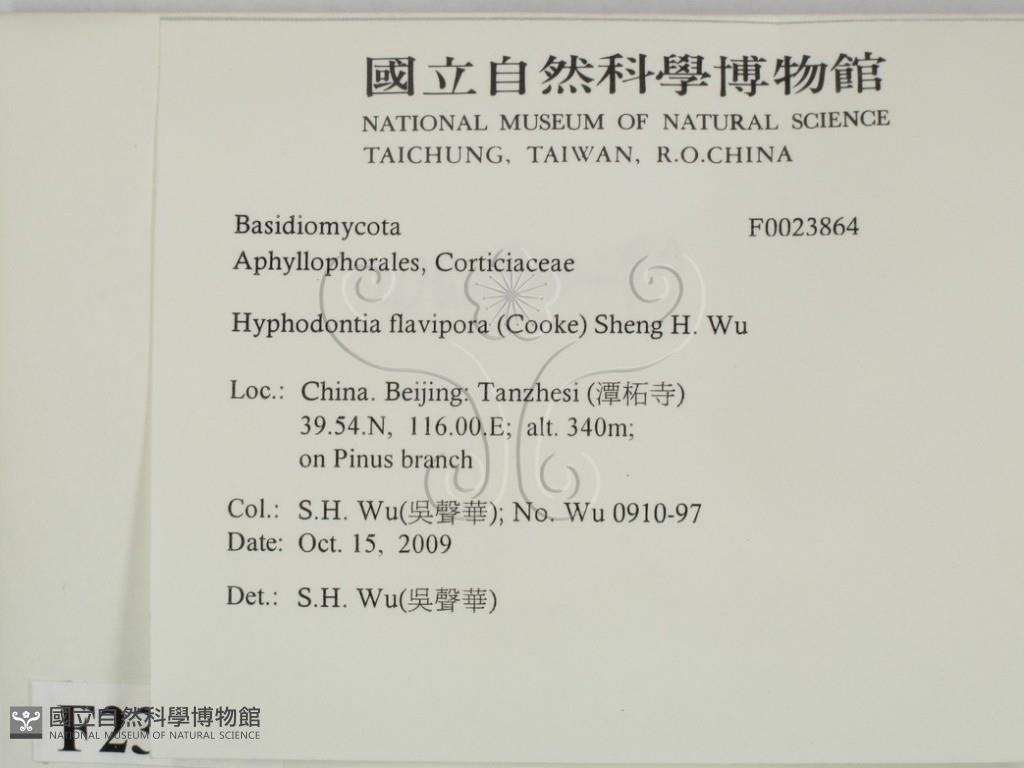 國立自然科學博物館
NATIONAL MUSEUM OF NATURAL SCIENCE
TAICHUNG, TAIWAN, R.O.CHINA
Basidiomycota F0023864
Aphyllophorales, Corticiaceae
Hyphodontia flavipora (Cooke) Sheng H. Wu
Loc.: China. Beijing: Tanzhesi (潭柘寺)
39.54.N, 116.00.E; alt. 340m;
on Pinus branch
Col.: S.H. Wu(吳聲華); No. Wu 0910-97
Date: Oct. 15, 2009
Det.: S.H. Wu(吳聲華)
F23
國立自然科學博物館
NATIONAL MUSEUM OF NATURAL SCIENCE